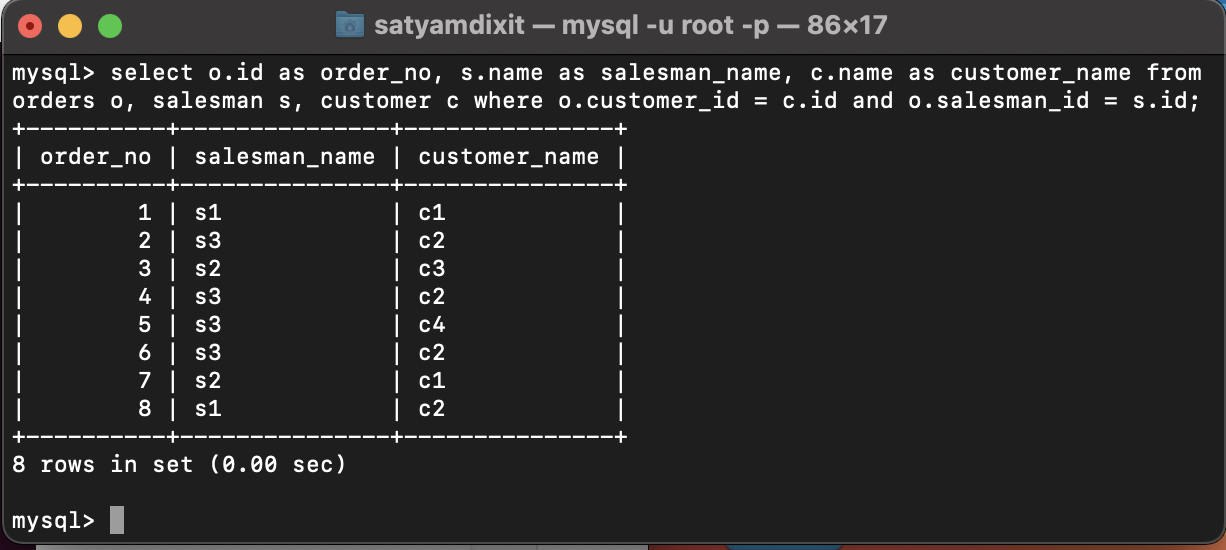 satyamdixit — mysql -u root -p — 86×17
mysql> select o.id as order_no, s.name as salesman_name, c.name as customer_name from
orders o, salesman s, customer c where o.customer_id = c.id and o.salesman_id = s.id;
+----------+---------------+---------------+
| order_no | salesman_name | customer_name |
+----------+---------------+---------------+
|        1 | s1            | c1            |
|        2 | s3            | c2            |
|        3 | s2            | c3            |
|        4 | s3            | c2            |
|        5 | s3            | c4            |
|        6 | s3            | c2            |
|        7 | s2            | c1            |
|        8 | s1            | c2            |
+----------+---------------+---------------+
8 rows in set (0.00 sec)
mysql>